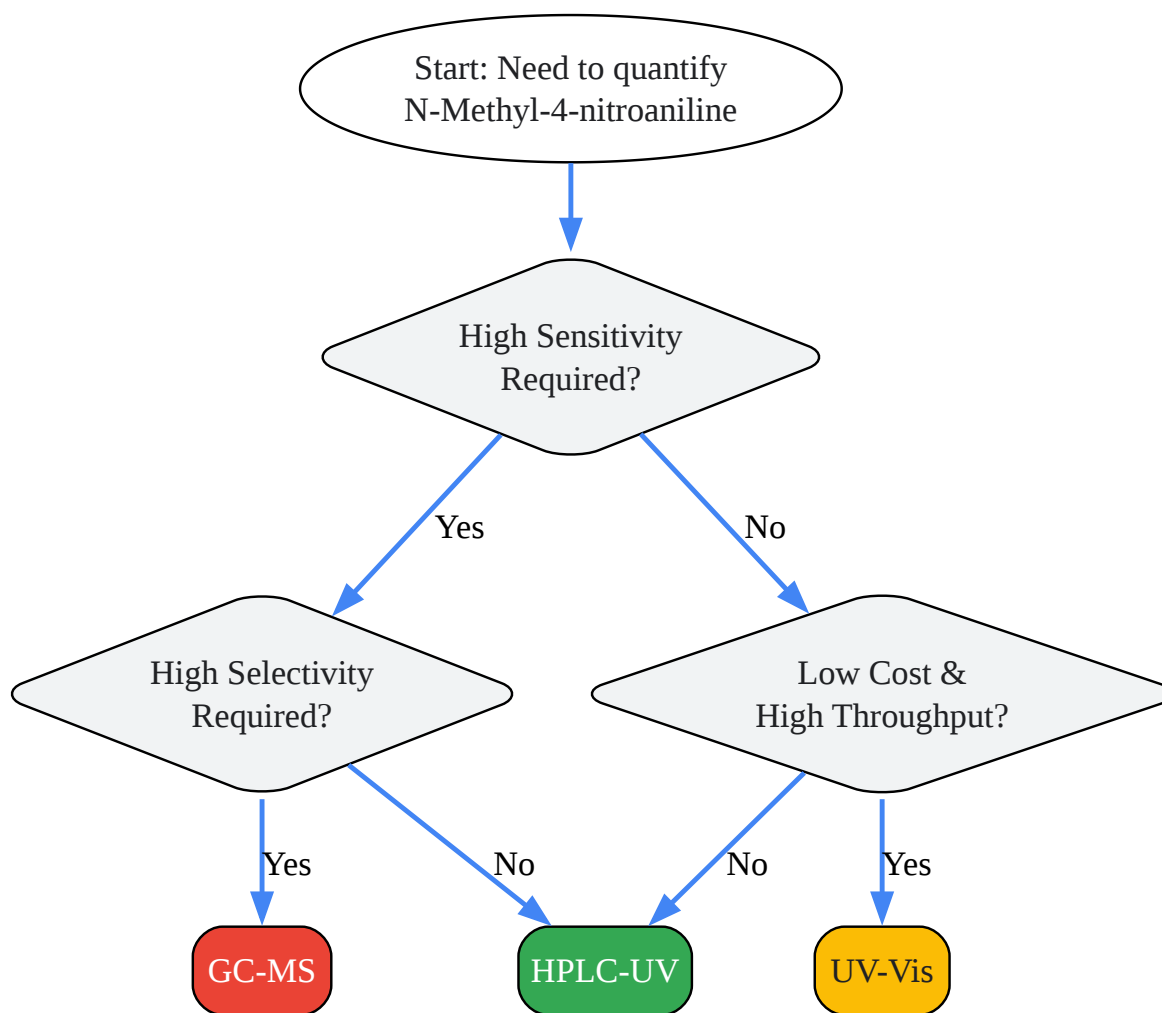 Start: Need to quantify
N-Methyl-4-nitroaniline
High Sensitivity
Required?
Yes
No
High Selectivity
Required?
Low Cost &
High Throughput?
Yes
No
No
Yes
GC-MS
HPLC-UV
UV-Vis